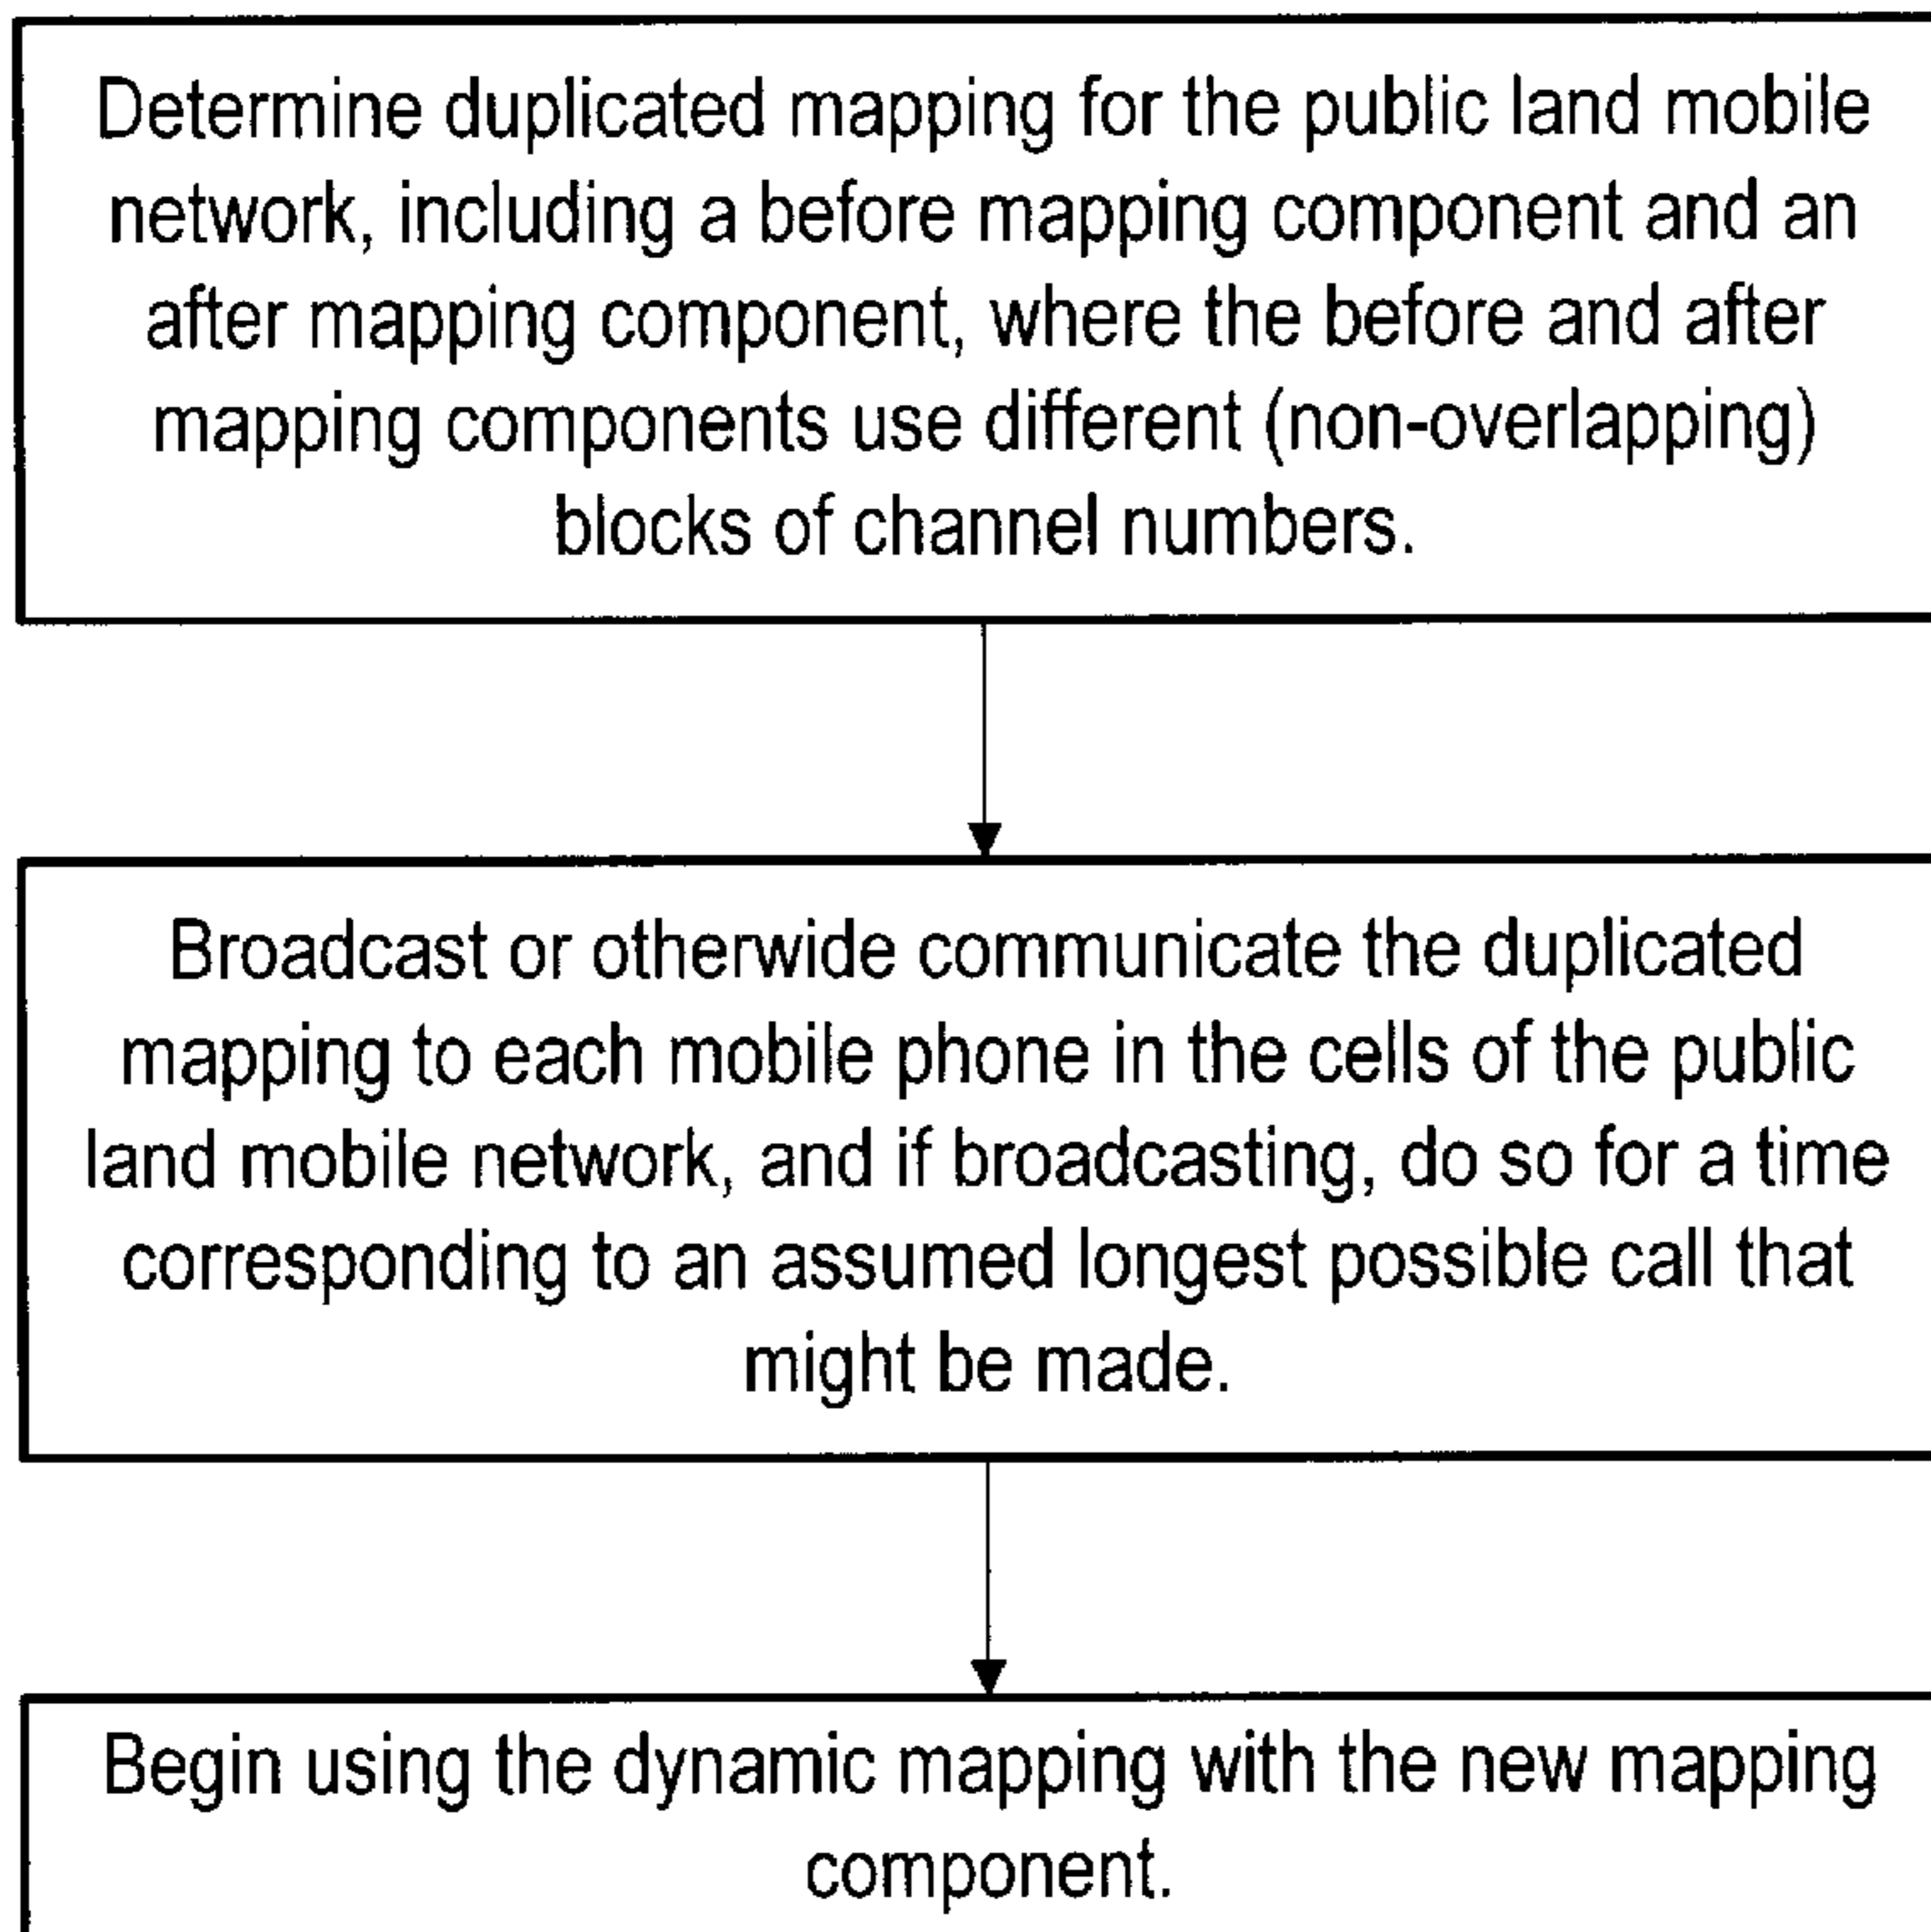 Determine duplicated mapping for the public land mobile
network, including a before mapping component and an
after mapping component, where the before and after
mapping components use different (non-overlapping)
blocks of channel numbers.
Broadcast or otherwide communicate the duplicated
mapping to each mobile phone in the cells of the public
land mobile network, and if broadcasting, do so for a time
corresponding to an assumed longest possible call that
might be made.
Begin using the dynamic mapping with the new mapping
component.